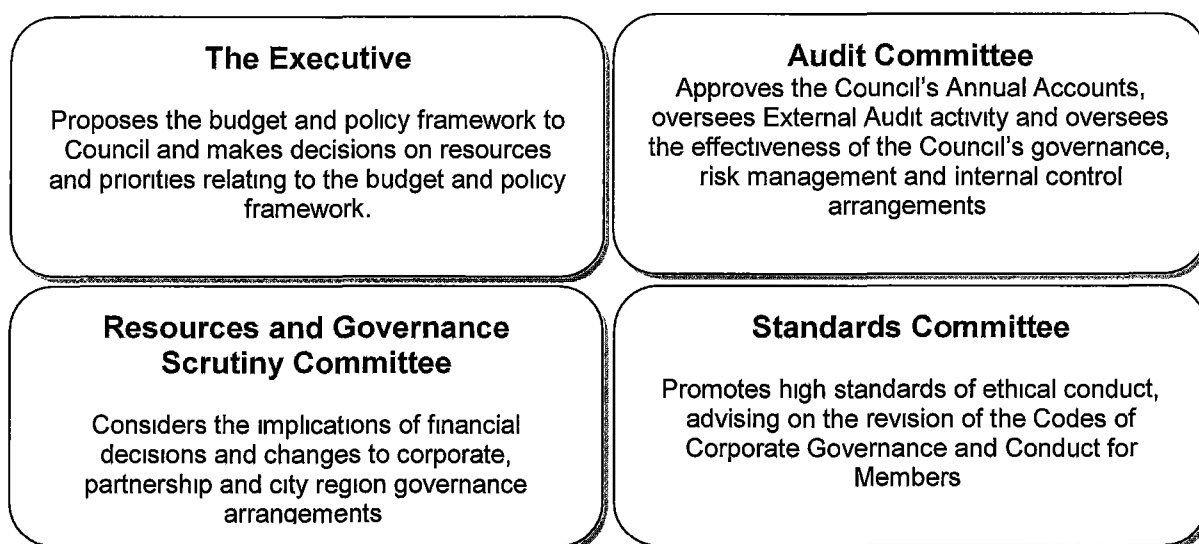 The Executive
Proposes the budget and policy framework to
Council and makes decisions on resources
and priorities relating to the budget and policy
framework.
Audit Committee
Approves the Council's Annual Accounts,
oversees External Audit activity and oversees
the effectiveness of the Council's governance,
risk management and internal control
arrangements
Resources and Governance
Scrutiny Committee
Considers the implications of financial
decisions and changes to corporate,
partnership and city region governance
arrangements
Standards Committee
Promotes high standards of ethical conduct,
advising on the revision of the Codes of
Corporate Governance and Conduct for
Members